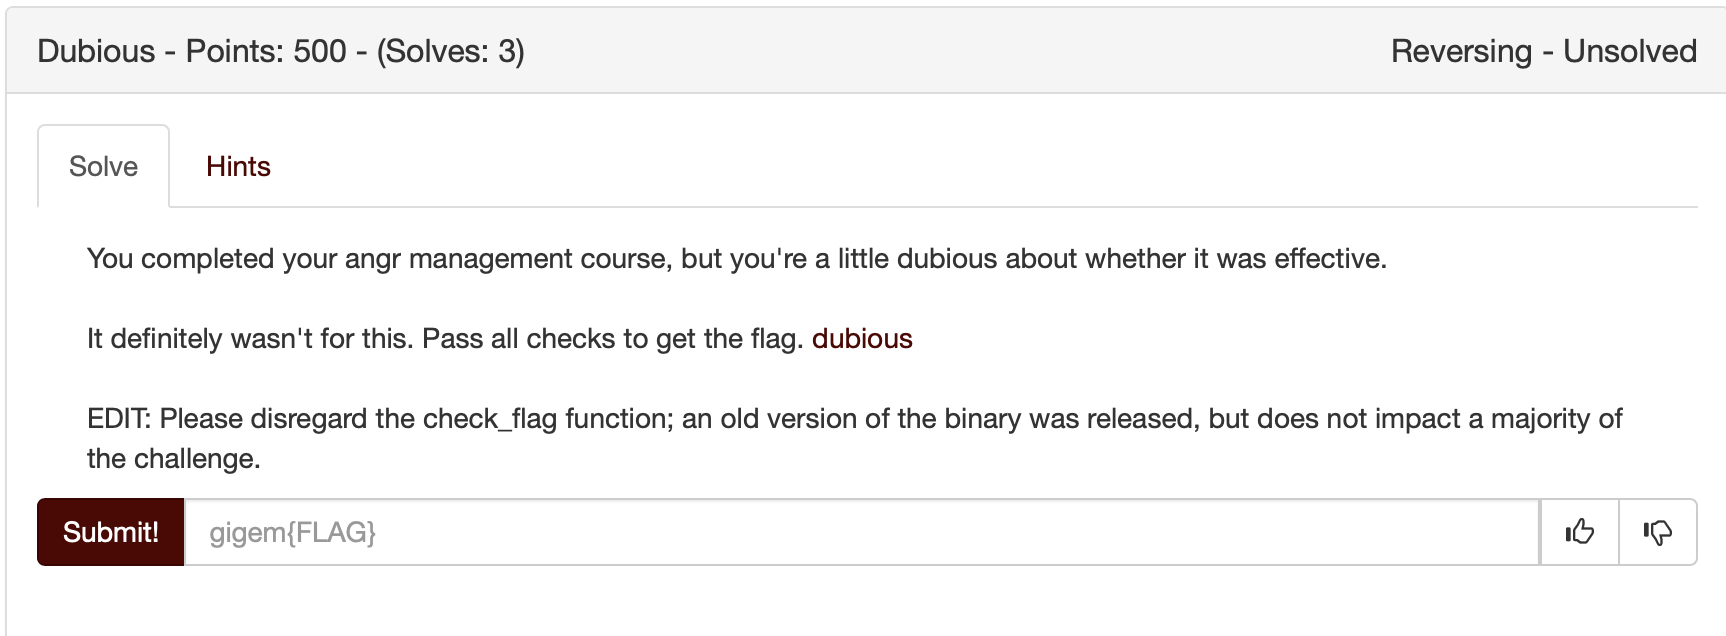 Dubious - Points: 500 - (Solves: 3)
Reversing - Unsolved
Solve
Hints
You completed your angr management course, but you're a little dubious about whether it was effective.
It definitely wasn't for this. Pass all checks to get the flag. dubious
EDIT: Please disregard the check_flag function; an old version of the binary was released, but does not impact a majority of
the challenge.
Submit!
gigem{FLAG}